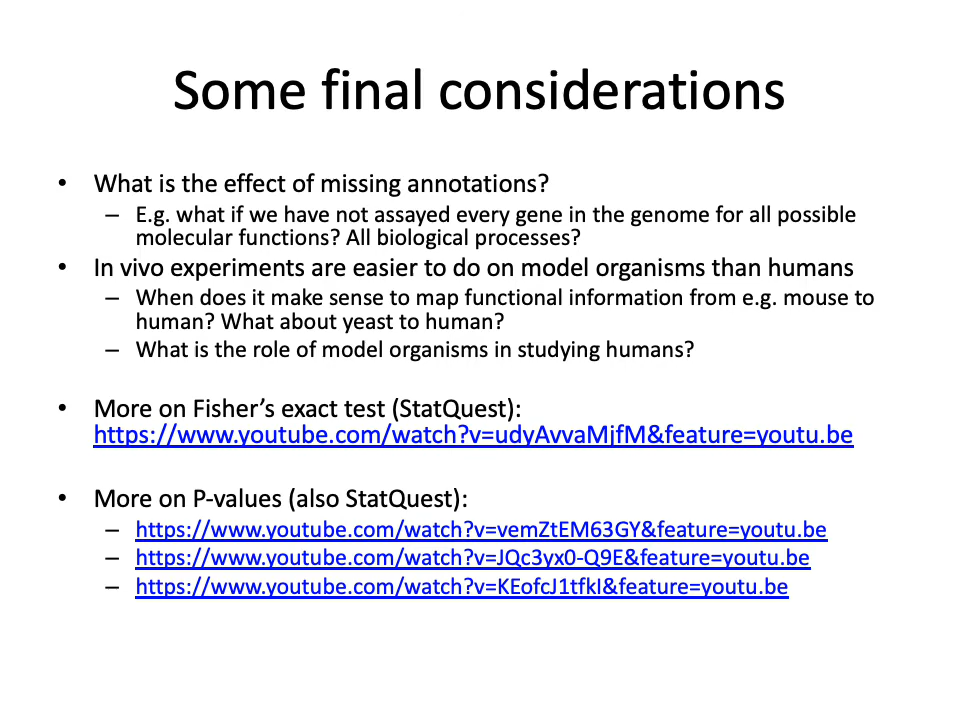 Some final considerations
• What is the effect of missing annotations?
– E.g. what if we have not assayed every gene in the genome for all possible
molecular functions? All biological processes?
• In vivo experiments are easier to do on model organisms than humans
– When does it make sense to map functional information from e.g. mouse to
human? What about yeast to human?
– What is the role of model organisms in studying humans?
• More on Fisher’s exact test (StatQuest):
https://www.youtube.com/watch?v=udyAvvaMjfM&feature=youtu.be
• More on P-values (also StatQuest):
– https://www.youtube.com/watch?v=vemZtEM63GY&feature=youtu.be
– https://www.youtube.com/watch?v=JQc3yx0-Q9E&feature=youtu.be
– https://www.youtube.com/watch?v=KEofcJ1tfkI&feature=youtu.be